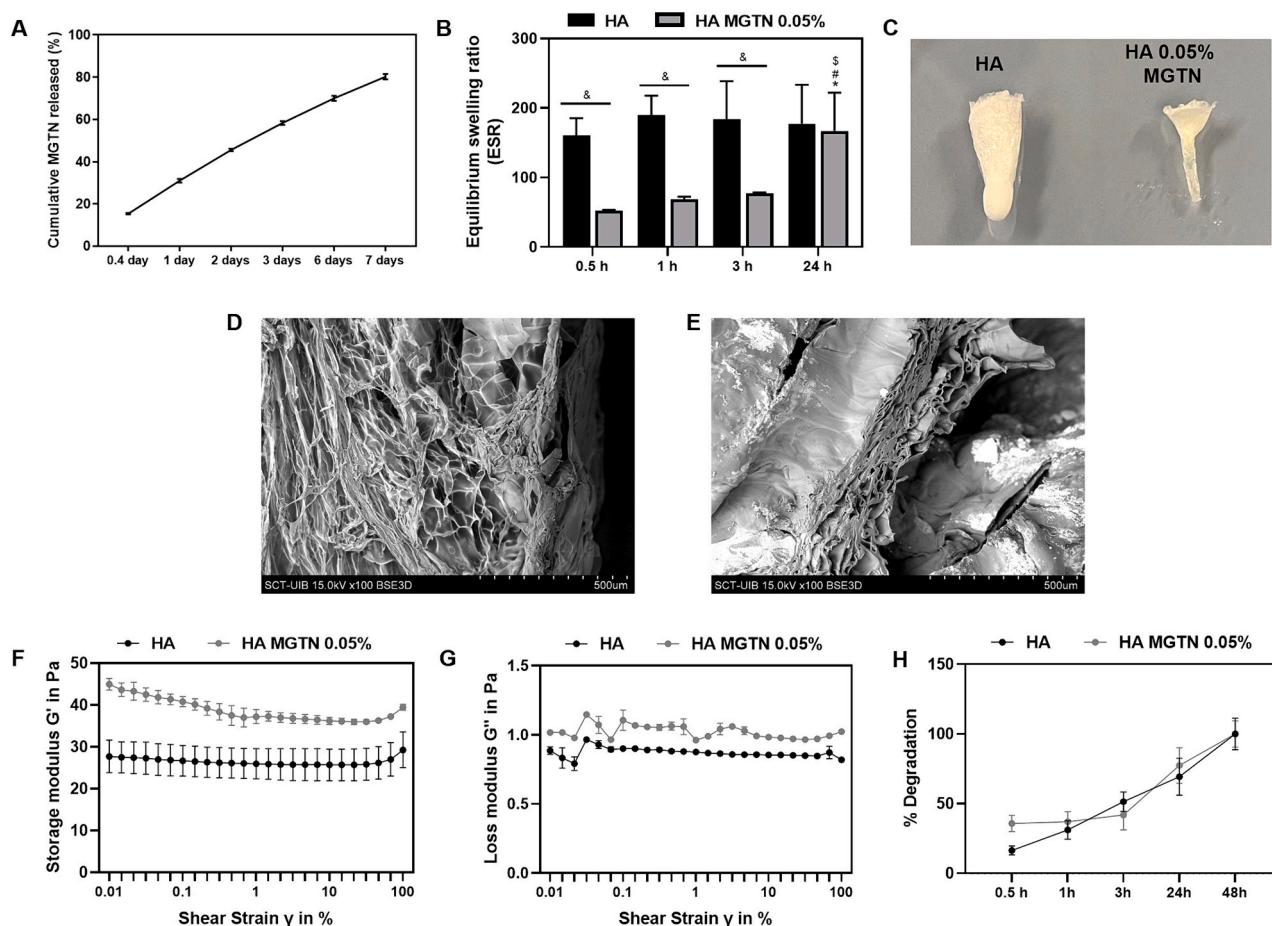 A
Cumulative MGTN released (%)
100
80
60
40
20
0
0.4 day 1 day 2 days 3 days 6 days 7 days
B
HA HA MGTN 0.05%
Equilibrium swelling ratio
(ESR)
300
200
100
0
& & & $
#
*
0.5 h 1 h 3 h 24 h
C
HA
HA 0.05%
MGTN
D
SCT-UIB 15.0kV x100 BSE3D 500um
E
SCT-UIB 15.0kV x100 BSE3D 500um
F
HA HA MGTN 0.05%
Storage modulus G' in Pa
50
40
30
20
10
0
0.01 0.1 1 10 100
Shear Strain γ in %
G
HA HA MGTN 0.05%
Loss modulus G'' in Pa
1.5
1.0
0.5
0.0
0.01 0.1 1 10 100
Shear Strain γ in %
H
HA HA MGTN 0.05%
% Degradation
150
100
50
0
0.5 h 1h 3h 24h 48h